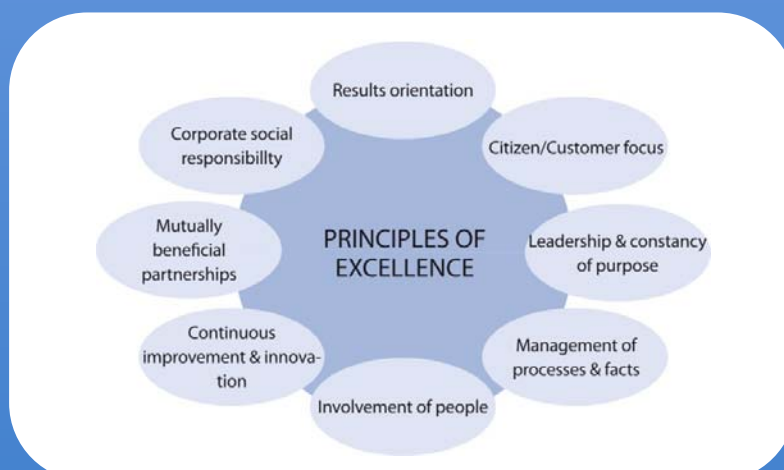 Results orientation
Citizen/Customer focus
Leadership & constancy
of purpose
Management of
processes & facts
Involvement of people
Continuous
improvement & innova-
tion
Mutually
beneficial
partnerships
Corporate social
responsibillty
PRINCIPLES OF
EXCELLENCE